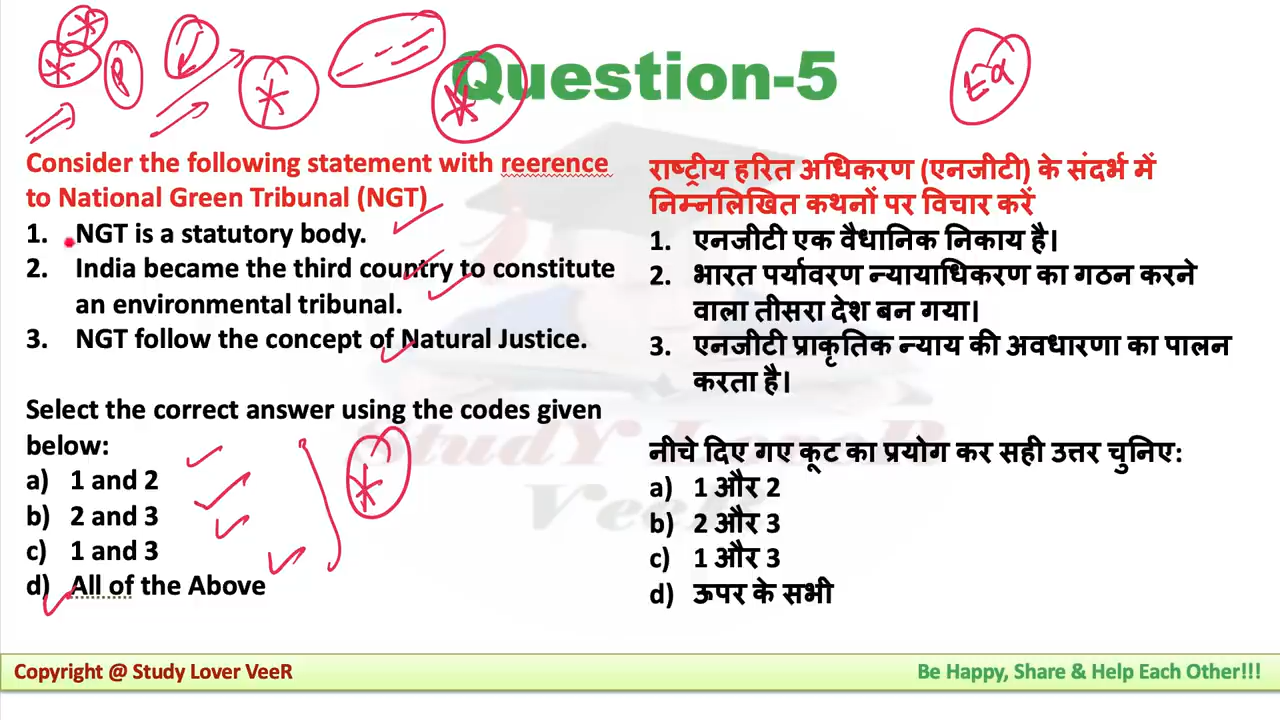 Question-5
Ex
Consider the following statement with reerence
to National Green Tribunal (NGT)
1. NGT is a statutory body.
2. India became the third country to constitute
an environmental tribunal.
3. NGT follow the concept of Natural Justice.
Select the correct answer using the codes given
below:
a) 1 and 2
b) 2 and 3
c) 1 and 3
d) All of the Above
राष्ट्रीय हरित अधिकरण (एनजीटी) के संदर्भ में
निम्नलिखित कथनों पर विचार करें
1. एनजीटी एक वैधानिक निकाय है।
2. भारत पर्यावरण न्यायाधिकरण का गठन करने
वाला तीसरा देश बन गया।
3. एनजीटी प्राकृतिक न्याय की अवधारणा का पालन
करता है।
नीचे दिए गए कूट का प्रयोग कर सही उत्तर चुनिए:
a) 1 और 2
b) 2 और 3
c) 1 और 3
d) ऊपर के सभी
StudY LoveR
VeeR
Copyright @ Study Lover VeeR
Be Happy, Share & Help Each Other!!!